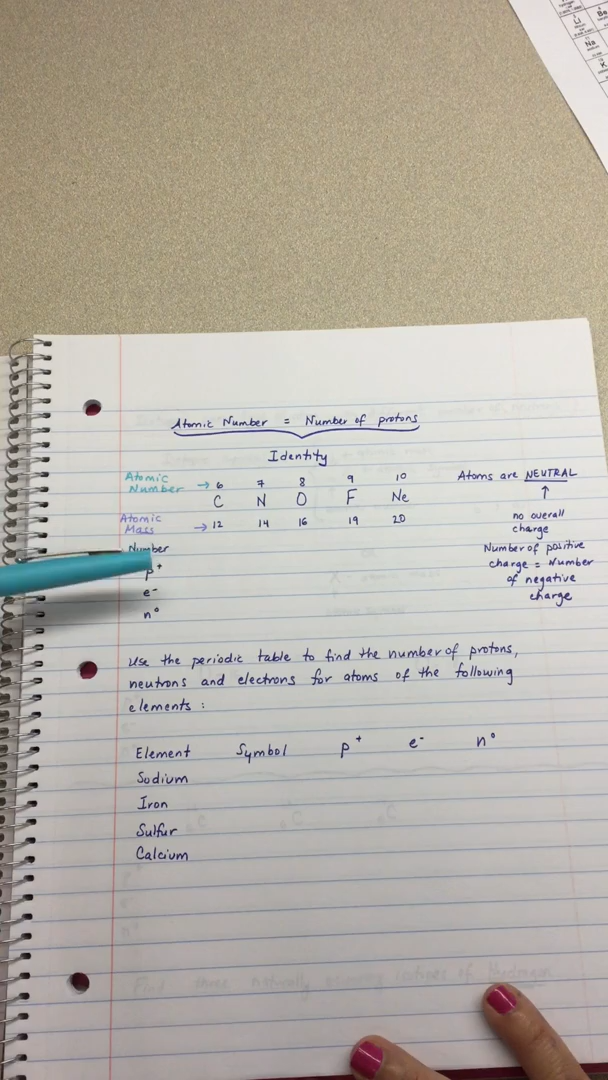 Li
Be
Na
K
Atomic Number = Number of protons
Identity
Atomic
Number → 6 7 8 9 10
C N O F Ne
Atomic
Mass → 12 14 16 19 20
Number
p+
e-
n°
Atoms are NEUTRAL
↑
no overall
charge
Number of positive
charge = Number
of negative
charge
Use the periodic table to find the number of protons,
neutrons and electrons for atoms of the following
elements :
Element Symbol p+ e- n°
Sodium
Iron
Sulfur
Calcium